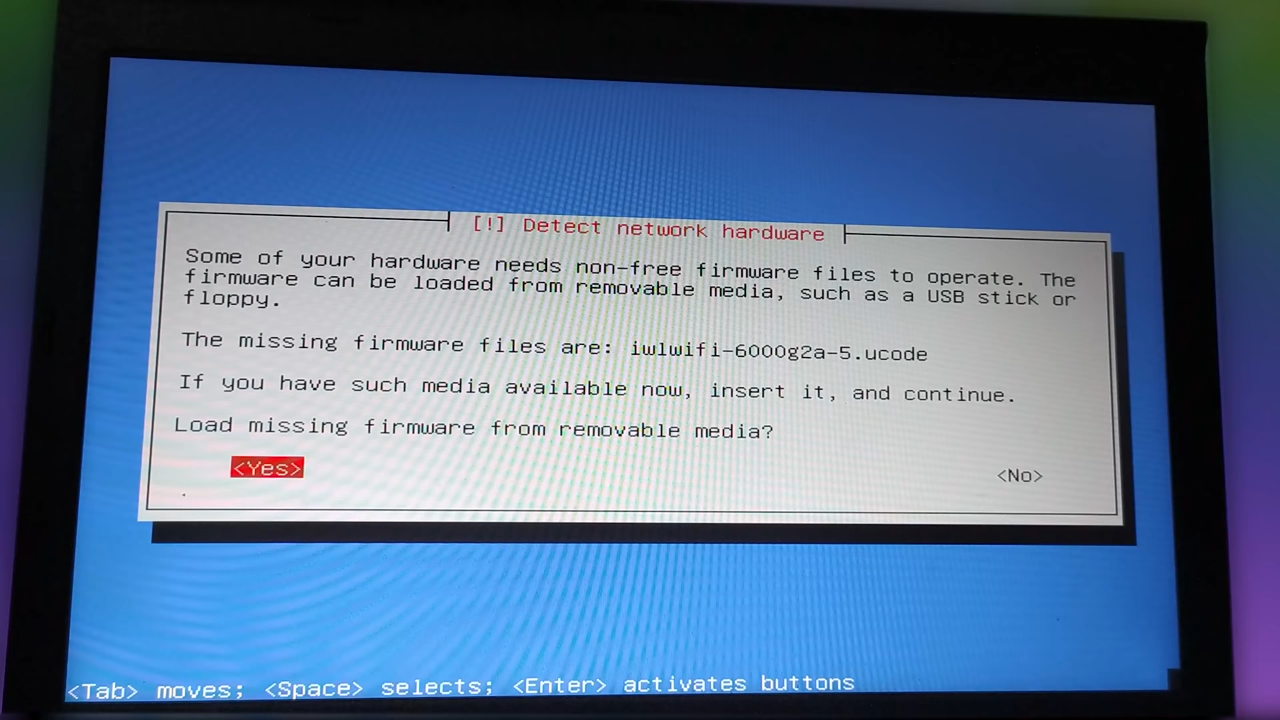 [!] Detect network hardware
Some of your hardware needs non-free firmware files to operate. The
firmware can be loaded from removable media, such as a USB stick or
floppy.
The missing firmware files are: iwlwifi-6000g2a-5.ucode
If you have such media available now, insert it, and continue.
Load missing firmware from removable media?
<Yes> <No>
<Tab> moves; <Space> selects; <Enter> activates buttons